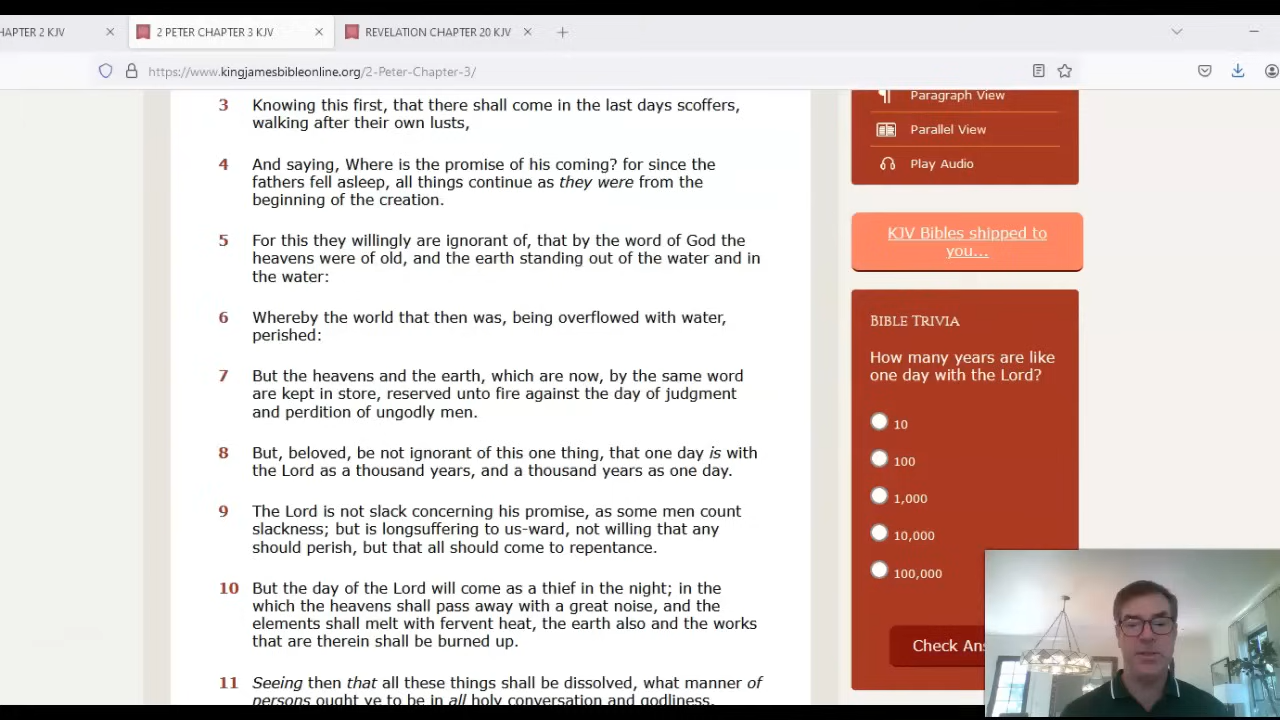 HAPTER 2 KJV
2 PETER CHAPTER 3 KJV
REVELATION CHAPTER 20 KJV
https://www.kingjamesbibleonline.org/2-Peter-Chapter-3/
3 Knowing this first, that there shall come in the last days scoffers,
walking after their own lusts,
4 And saying, Where is the promise of his coming? for since the
fathers fell asleep, all things continue as they were from the
beginning of the creation.
5 For this they willingly are ignorant of, that by the word of God the
heavens were of old, and the earth standing out of the water and in
the water:
6 Whereby the world that then was, being overflowed with water,
perished:
7 But the heavens and the earth, which are now, by the same word
are kept in store, reserved unto fire against the day of judgment
and perdition of ungodly men.
8 But, beloved, be not ignorant of this one thing, that one day is with
the Lord as a thousand years, and a thousand years as one day.
9 The Lord is not slack concerning his promise, as some men count
slackness; but is longsuffering to us-ward, not willing that any
should perish, but that all should come to repentance.
10 But the day of the Lord will come as a thief in the night; in the
which the heavens shall pass away with a great noise, and the
elements shall melt with fervent heat, the earth also and the works
that are therein shall be burned up.
11 Seeing then that all these things shall be dissolved, what manner of
persons ought ye to be in all holy conversation and godliness,
Paragraph View
Parallel View
Play Audio
KJV Bibles shipped to
you...
BIBLE TRIVIA
How many years are like
one day with the Lord?
10
100
1,000
10,000
100,000
Check Ans